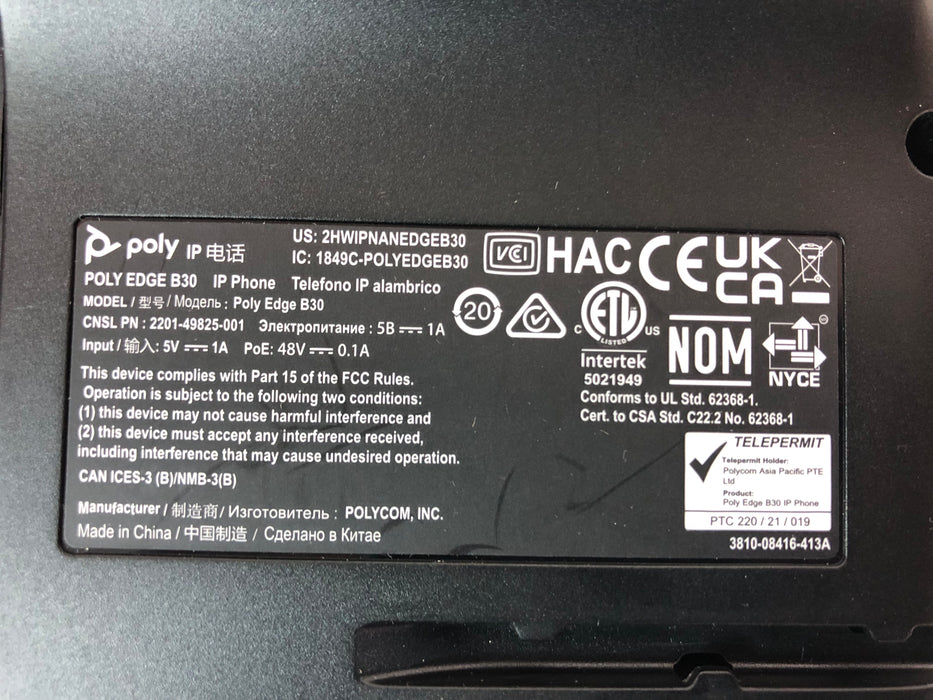 poly IP 电话
US: 2HWIPNANEDGEB30
IC: 1849C-POLYEDGEB30
POLY EDGE B30 IP Phone Telefono IP alambrico
MODEL / 型号 / Модель : Poly Edge B30
CNSL PN : 2201-49825-001 Электропитание : 5В 1A
Input / 输入: 5V 1A PoE: 48V 0.1A
This device complies with Part 15 of the FCC Rules.
Operation is subject to the following two conditions:
(1) this device may not cause harmful interference and
(2) this device must accept any interference received,
including interference that may cause undesired operation.
CAN ICES-3 (B)/NMB-3(B)
Manufacturer / 制造商/ Изготовитель : POLYCOM, INC.
Made in China / 中国制造 / Сделано в Китае
VCCI
HAC CE UK
CA
20
C ETL US
LISTED
Intertek
5021949
NOM
NYCE
Conforms to UL Std. 62368-1.
Cert. to CSA Std. C22.2 No. 62368-1
TELEPERMIT
Telepermit Holder:
Polycom Asia Pacific PTE
Ltd
Product:
Poly Edge B30 IP Phone
PTC 220 / 21 / 019
3810-08416-413A